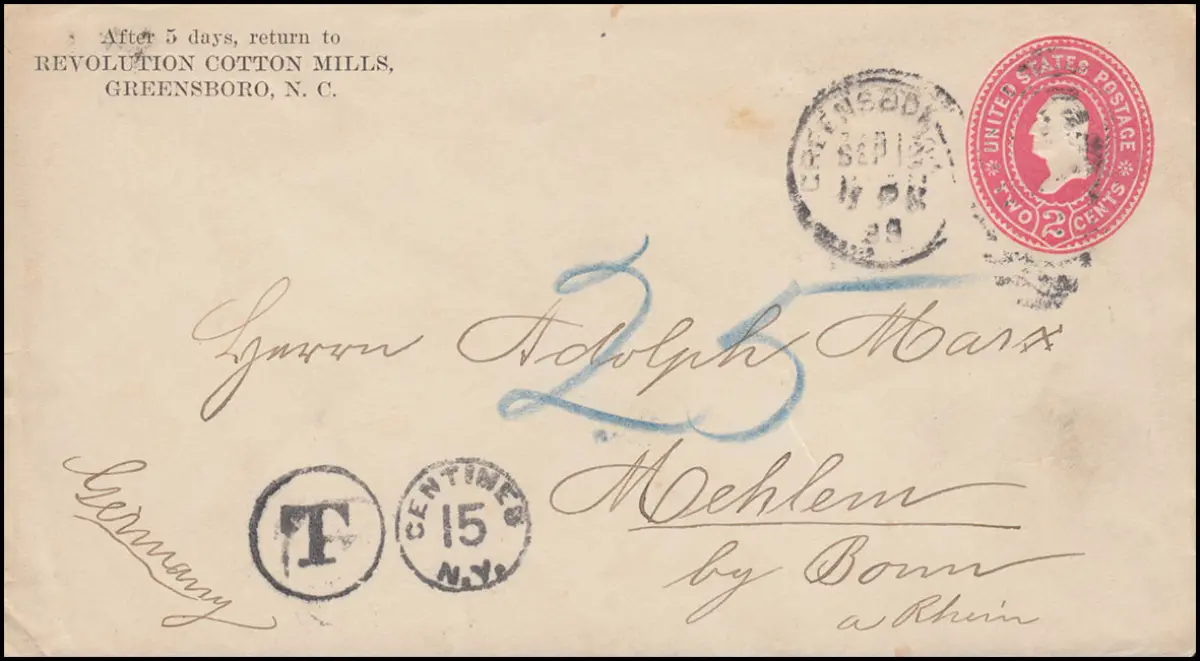 After 5 days, return to
REVOLUTION COTTON MILLS,
GREENSBORO, N. C.
UNITED STATES POSTAGE
TWO 2 CENTS
GREENSBORO
SEP
25
Herrn Adolph Marx
Mehlem
by Bonn
a Rhein
Germany
T
CENTIMES
15
N.Y.